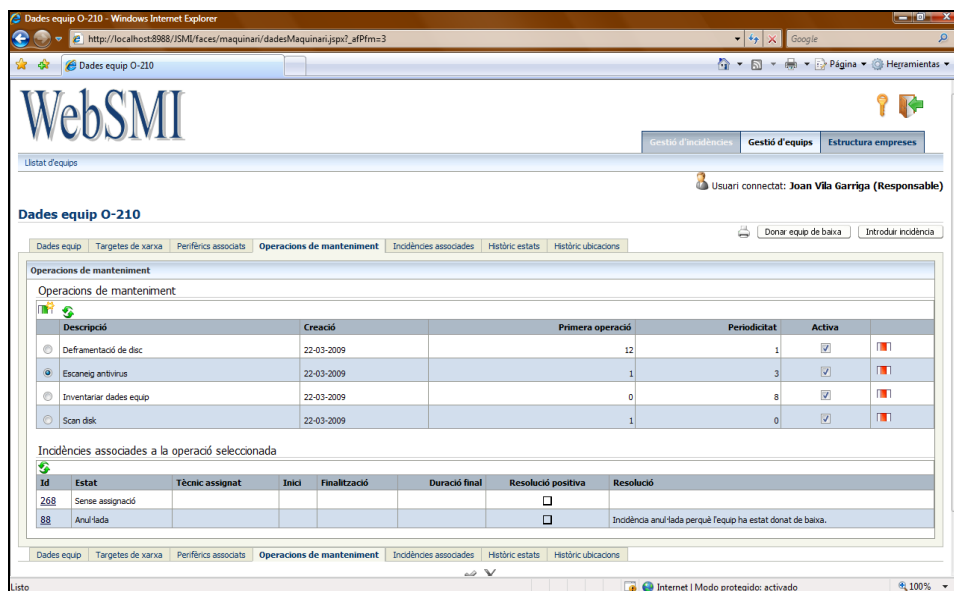 Dades equip O-210 - Windows Internet Explorer
http://localhost:8988/JSMI/faces/maquinari/dadesMaquinari.jspx?_afPfm=3
Google
Dades equip O-210
Página
Herramientas
WebSMI
Gestió d'incidències Gestió d'equips Estructura empreses
Llistat d'equips
Usuari connectat: Joan Vila Garriga (Responsable)
Dades equip O-210
Donar equip de baixa Introduir incidència
Dades equip Targetes de xarxa Perifèrics associats Operacions de manteniment Incidències associades Històric estats Històric ubicacions
Operacions de manteniment
Operacions de manteniment
Descripció Creació Primera operació Periodicitat Activa
Deframentació de disc 22-03-2009 12 1
Escaneig antivirus 22-03-2009 1 3
Inventariar dades equip 22-03-2009 0 8
Scan disk 22-03-2009 1 0
Incidències associades a la operació seleccionada
Id Estat Tècnic assignat Inici Finalització Duració final Resolució positiva Resolució
268 Sense assignació
88 Anul·lada Incidència anul·lada perquè l'equip ha estat donat de baixa.
Dades equip Targetes de xarxa Perifèrics associats Operacions de manteniment Incidències associades Històric estats Històric ubicacions
Listo Internet | Modo protegido: activado 100%